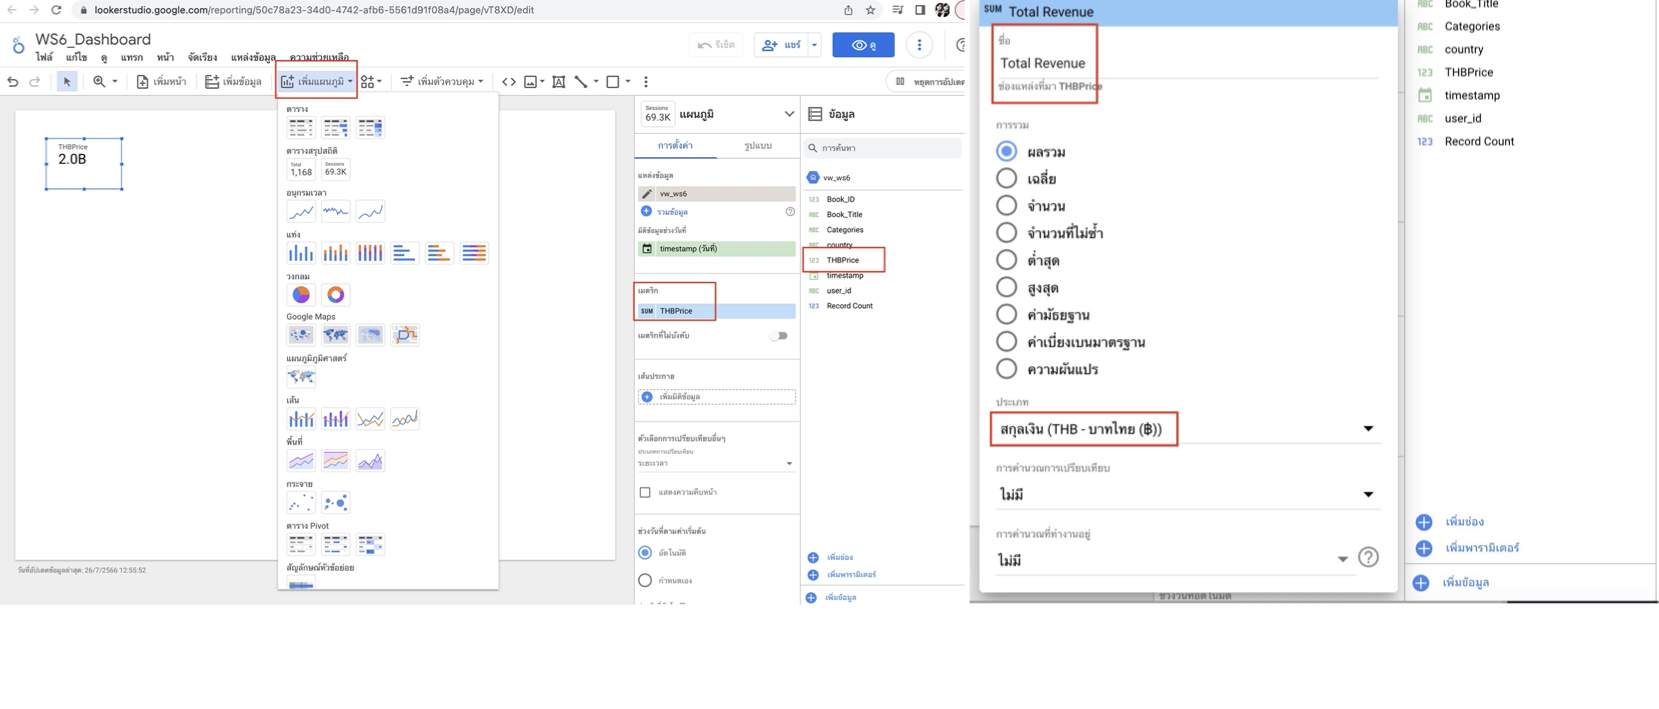 lookerstudio.google.com/reporting/50c78a23-34d0-4742-afb6-5561d91f08a4/page/vT8XD/edit
WS6_Dashboard
ไฟล์ แก้ไข ดู แทรก หน้า จัดเรียง แหล่งข้อมูล ความช่วยเหลือ
รีเซ็ต แชร์ ดู
เพิ่มหน้า เพิ่มข้อมูล เพิ่มแผนภูมิ เพิ่มตัวควบคุม หยุดการอัปเดต
THBPrice
2.0B
วันที่อัปเดตข้อมูลล่าสุด: 26/7/2566 12:55:52
ตาราง
ตารางสรุปสถิติ
Total
1,168
Sessions
69.3K
อนุกรมเวลา
แท่ง
วงกลม
Google Maps
แผนภูมิภูมิศาสตร์
เส้น
พื้นที่
กระจาย
ตาราง Pivot
สัญลักษณ์หัวข้อย่อย
Sessions
69.3K
แผนภูมิ
การตั้งค่า รูปแบบ
แหล่งข้อมูล
vw_ws6
รวมข้อมูล
มิติข้อมูลช่วงวันที่
timestamp (วันที่)
เมตริก
SUM THBPrice
เมตริกที่ไม่บังคับ
เส้นประกาย
เพิ่มมิติข้อมูล
ตัวเลือกการเปรียบเทียบอื่นๆ
ประเภทการเปรียบเทียบ
ระยะเวลา
แสดงความคืบหน้า
ช่วงวันที่ตามค่าเริ่มต้น
อัตโนมัติ
กำหนดเอง
ข้อมูล
การค้นหา
vw_ws6
123 Book_ID
ABC Book_Title
ABC Categories
ABC country
123 THBPrice
timestamp
ABC user_id
123 Record Count
เพิ่มช่อง
เพิ่มพารามิเตอร์
เพิ่มข้อมูล
SUM Total Revenue
ชื่อ
Total Revenue
ช่องแหล่งที่มา THBPrice
การรวม
ผลรวม
เฉลี่ย
จำนวน
จำนวนที่ไม่ซ้ำ
ต่ำสุด
สูงสุด
ค่ามัธยฐาน
ค่าเบี่ยงเบนมาตรฐาน
ความผันแปร
ประเภท
สกุลเงิน (THB - บาทไทย (฿))
การคำนวณการเปรียบเทียบ
ไม่มี
การคำนวณที่ทำงานอยู่
ไม่มี
ABC Book_Title
ABC Categories
ABC country
123 THBPrice
timestamp
ABC user_id
123 Record Count
เพิ่มช่อง
เพิ่มพารามิเตอร์
เพิ่มข้อมูล